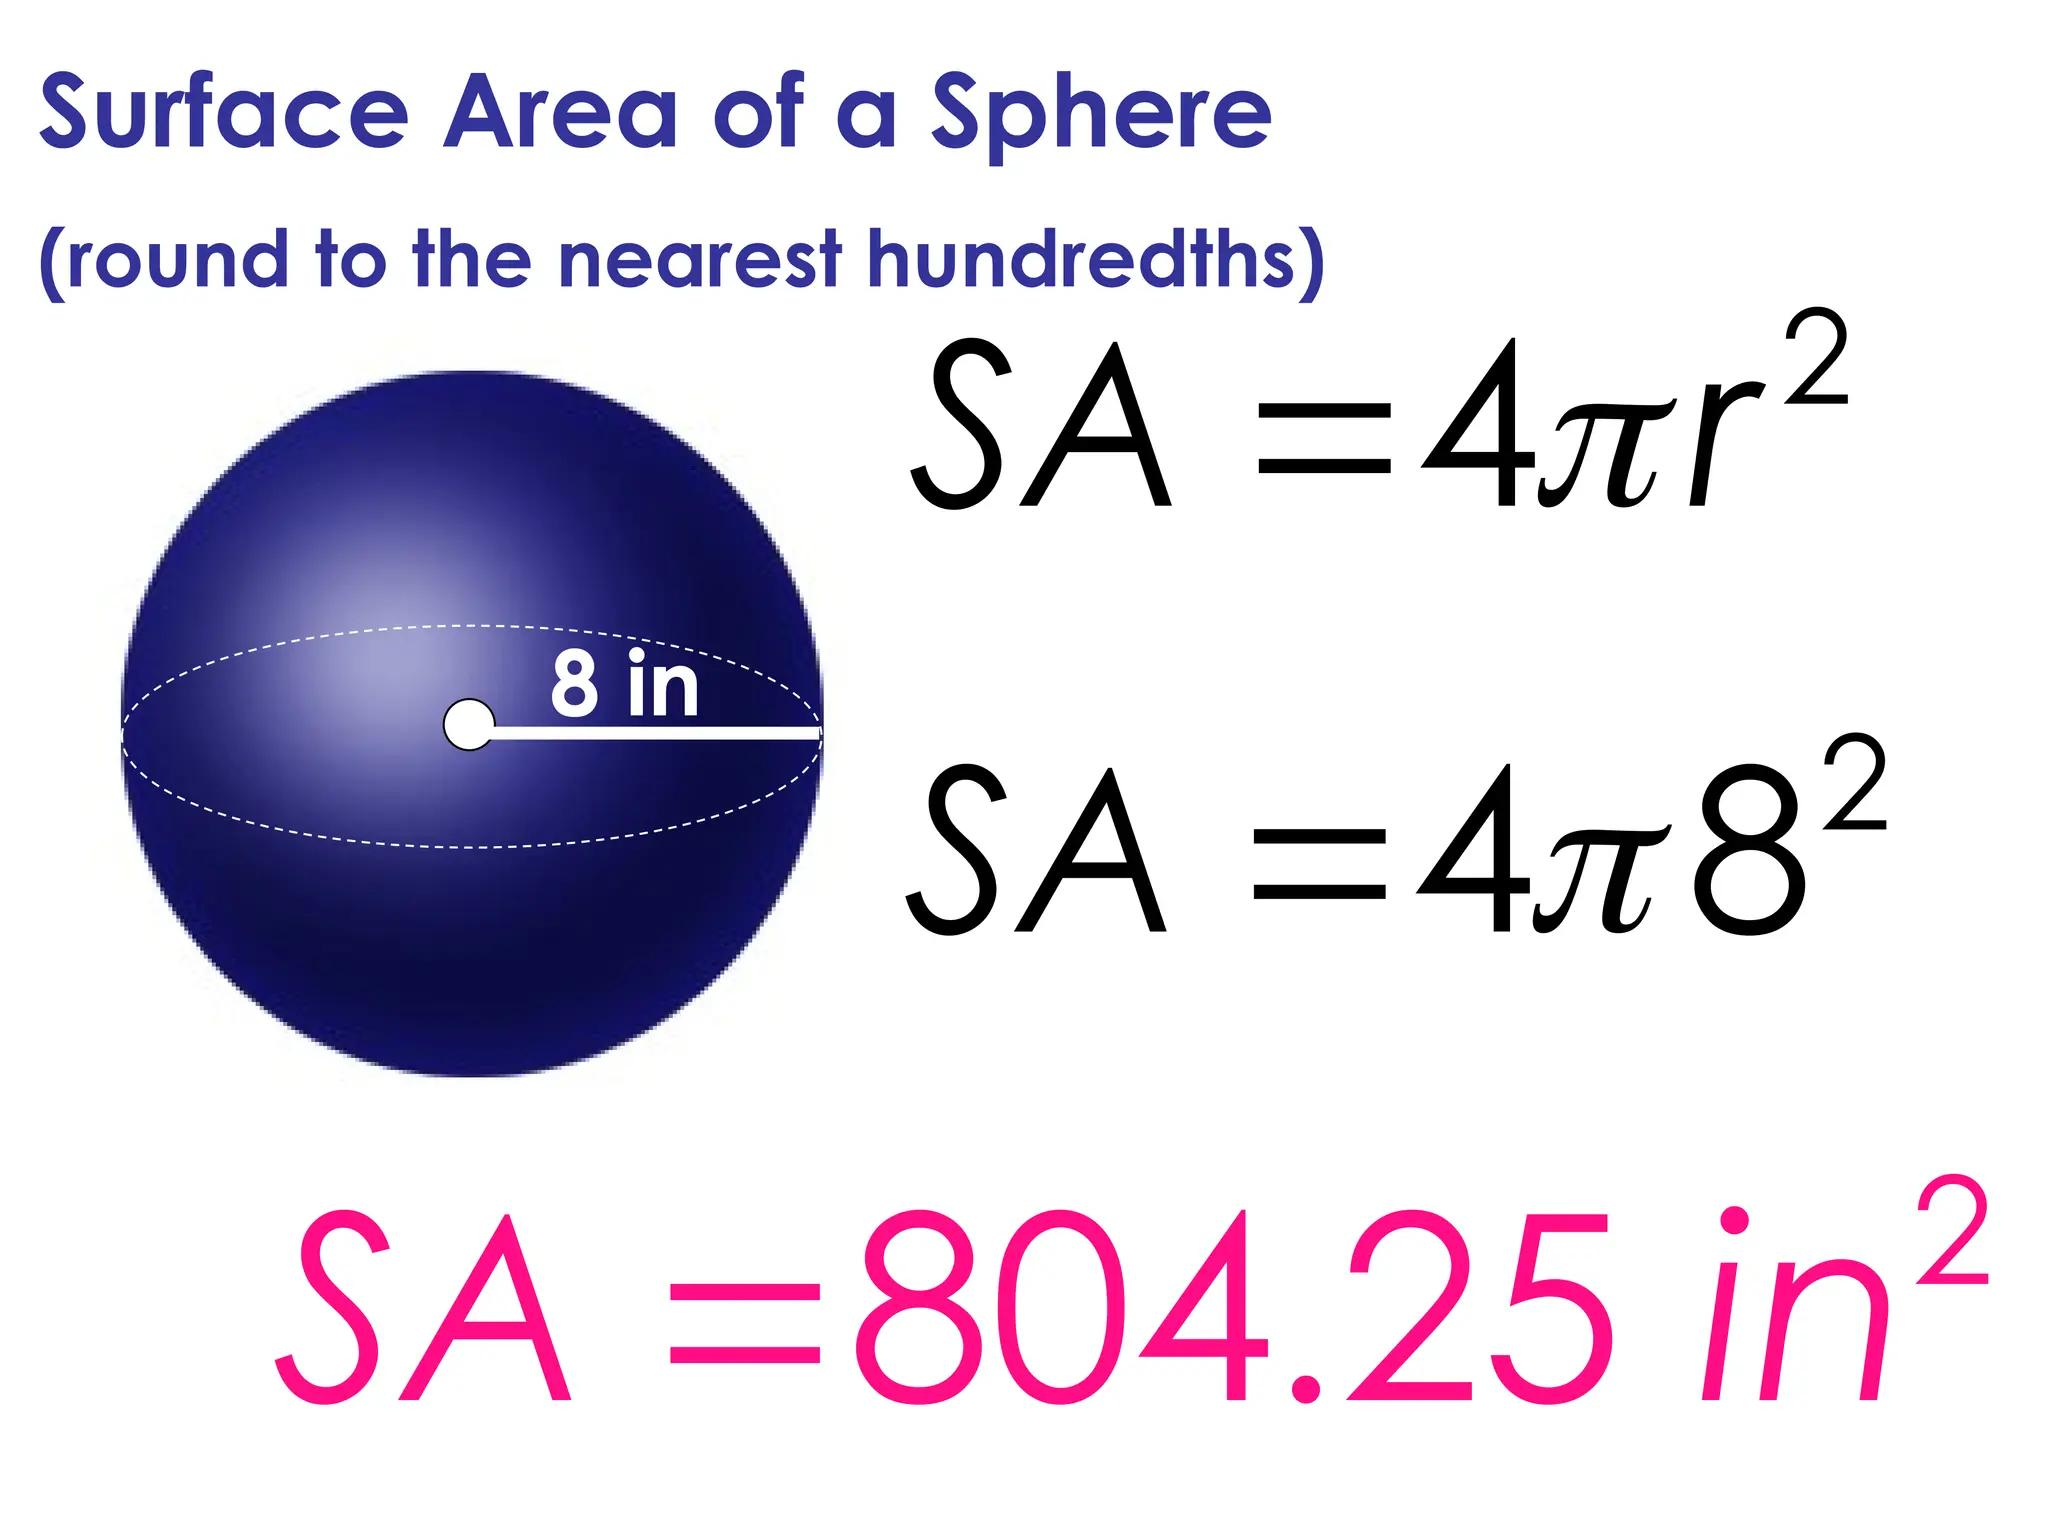 Surface Area of a Sphere
(round to the nearest hundredths)
SA = 4πr²
8 in
SA = 4π8²
SA = 804.25 in²